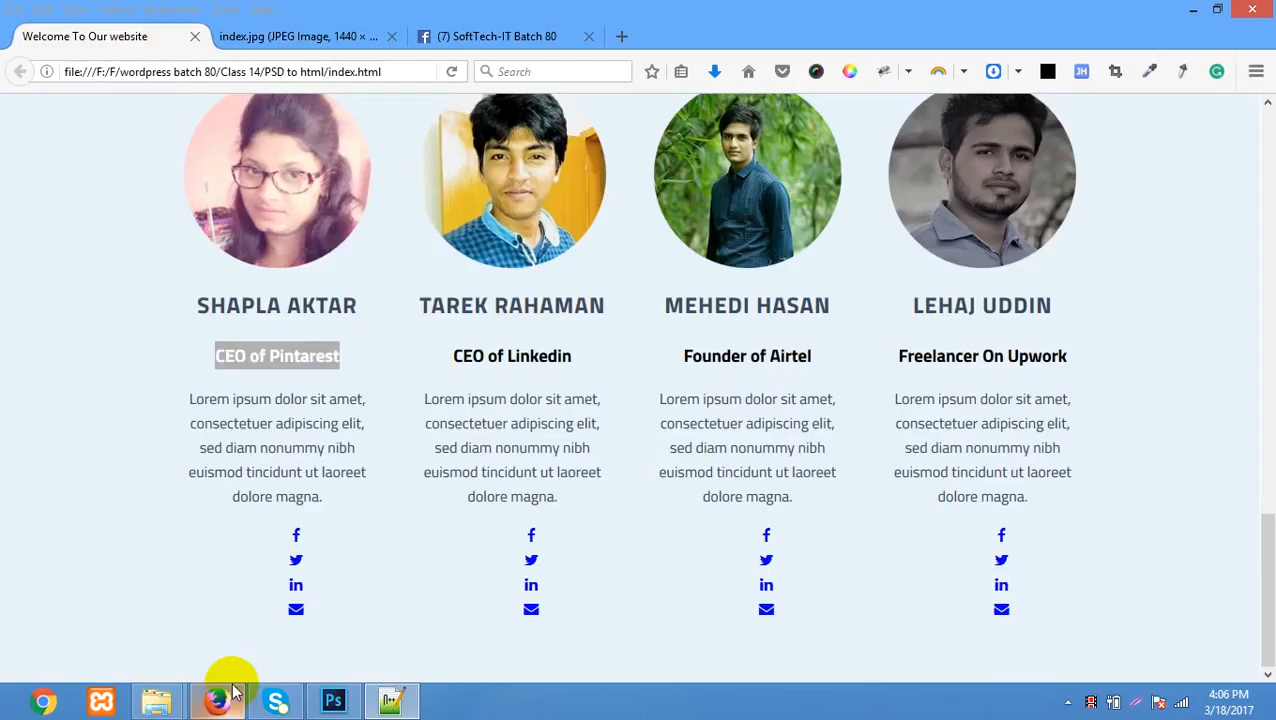 Welcome To Our website
index.jpg (JPEG Image, 1440 × ...
(7) SoftTech-IT Batch 80
file:///F:/F/wordpress batch 80/Class 14/PSD to html/index.html
Search
JH
SHAPLA AKTAR
TAREK RAHAMAN
MEHEDI HASAN
LEHAJ UDDIN
CEO of Pintarest
CEO of Linkedin
Founder of Airtel
Freelancer On Upwork
Lorem ipsum dolor sit amet,
consectetuer adipiscing elit,
sed diam nonummy nibh
euismod tincidunt ut laoreet
dolore magna.
Lorem ipsum dolor sit amet,
consectetuer adipiscing elit,
sed diam nonummy nibh
euismod tincidunt ut laoreet
dolore magna.
Lorem ipsum dolor sit amet,
consectetuer adipiscing elit,
sed diam nonummy nibh
euismod tincidunt ut laoreet
dolore magna.
Lorem ipsum dolor sit amet,
consectetuer adipiscing elit,
sed diam nonummy nibh
euismod tincidunt ut laoreet
dolore magna.
Ps
4:06 PM
3/18/2017